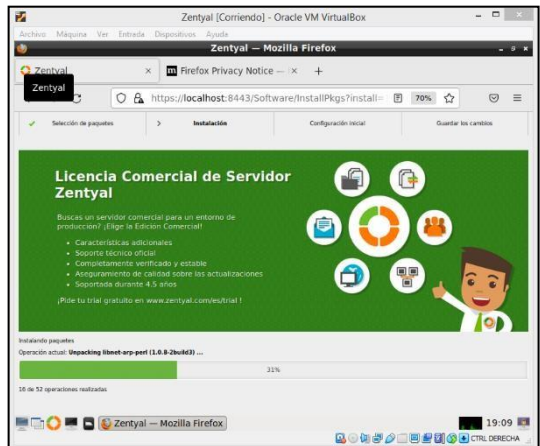 Zentyal [Corriendo] - Oracle VM VirtualBox
Archivo Máquina Ver Entrada Dispositivos Ayuda
Zentyal — Mozilla Firefox
Zentyal
Firefox Privacy Notice —
Zentyal
https://localhost:8443/Software/InstallPkgs?install=
70%
Selección de paquetes
Instalación
Configuración inicial
Guardar los cambios
Licencia Comercial de Servidor
Zentyal
Buscas un servidor comercial para un entorno de
producción? ¡Elige la Edición Comercial!
• Características adicionales
• Soporte técnico oficial
• Completamente verificado y estable
• Aseguramiento de calidad sobre las actualizaciones
• Soportada durante 4.5 años
¡Pide tu trial gratuito en www.zentyal.com/es/trial !
Instalando paquetes
Operación actual: Unpacking libnet-arp-perl (1.0.8-2build3) ...
31%
16 de 52 operaciones realizadas
Zentyal — Mozilla Firefox
19:09
CTRL DERECHA